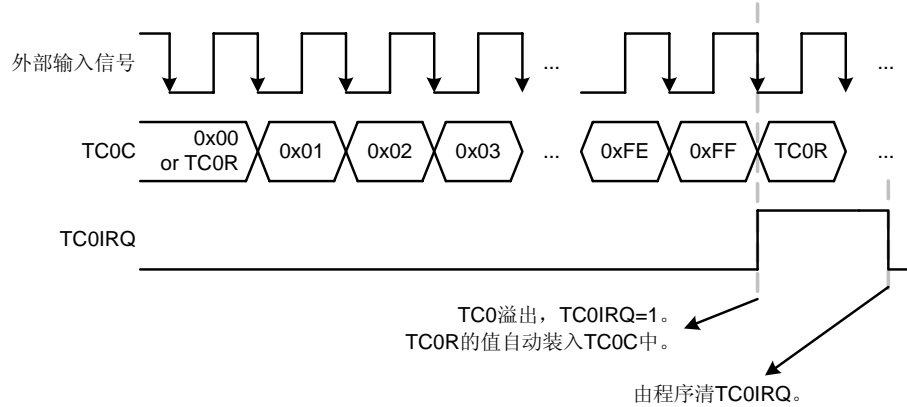 外部输入信号
...
...
TC0C
0x00
or TC0R
0x01
0x02
0x03
...
0xFE
0xFF
TC0R
...
TC0IRQ
TC0溢出，TC0IRQ=1。
TC0R的值自动装入TC0C中。
由程序清TC0IRQ。